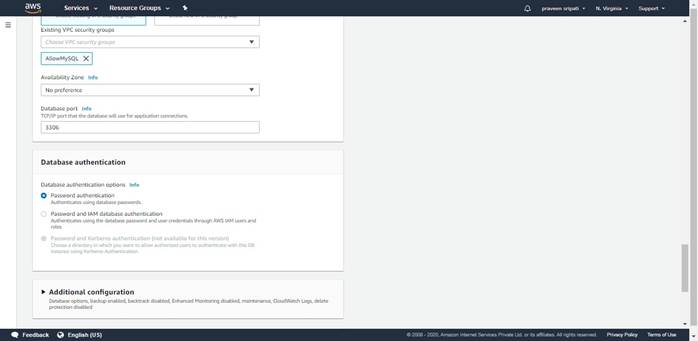 aws
Services
Resource Groups
praveen sripati
N. Virginia
Support
Existing VPC security groups
Choose VPC security groups
AllowMySQL
Availability Zone Info
No preference
Database port Info
TCP/IP port that the database will use for application connections.
3306
Database authentication
Database authentication options Info
Password authentication
Authenticates using database passwords.
Password and IAM database authentication
Authenticates using the database password and user credentials through AWS IAM users and
roles
Password and Kerberos authentication (not available for this version)
Choose a directory in which you want to allow authorized users to authenticate with this DB
instance using Kerberos Authentication.
Additional configuration
Database options, backup enabled, backtrack disabled, Enhanced Monitoring disabled, maintenance, CloudWatch Logs, delete
protection disabled
Feedback
English (US)
© 2008 - 2020, Amazon Internet Services Private Ltd. or its affiliates. All rights reserved.
Privacy Policy
Terms of Use